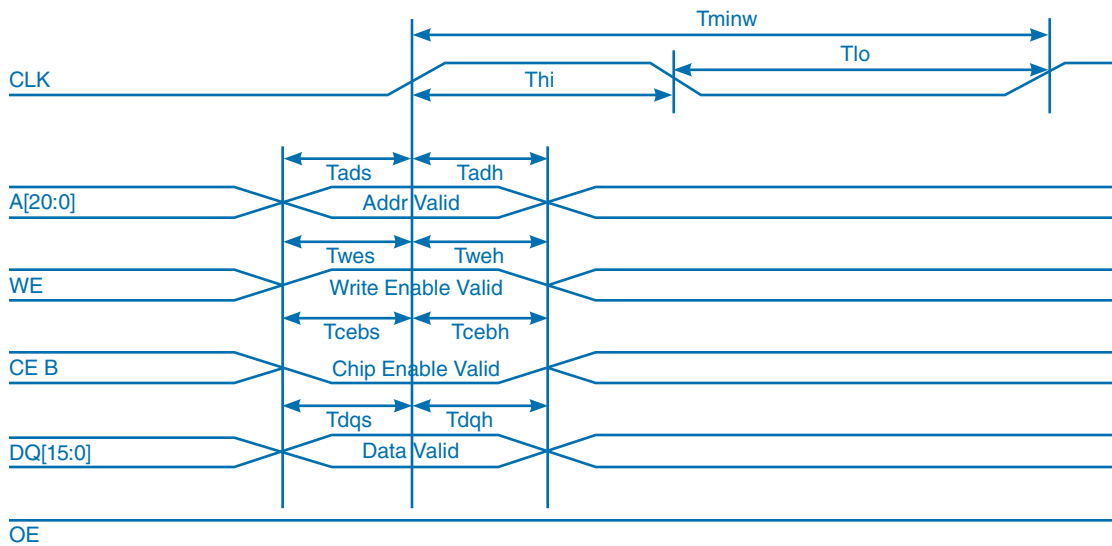 Tminw
Tlo
CLK
Thi
Tads Tadh
A[20:0] Addr Valid
Twes Tweh
WE Write Enable Valid
Tcebs Tcebh
CE B Chip Enable Valid
Tdqs Tdqh
DQ[15:0] Data Valid
OE